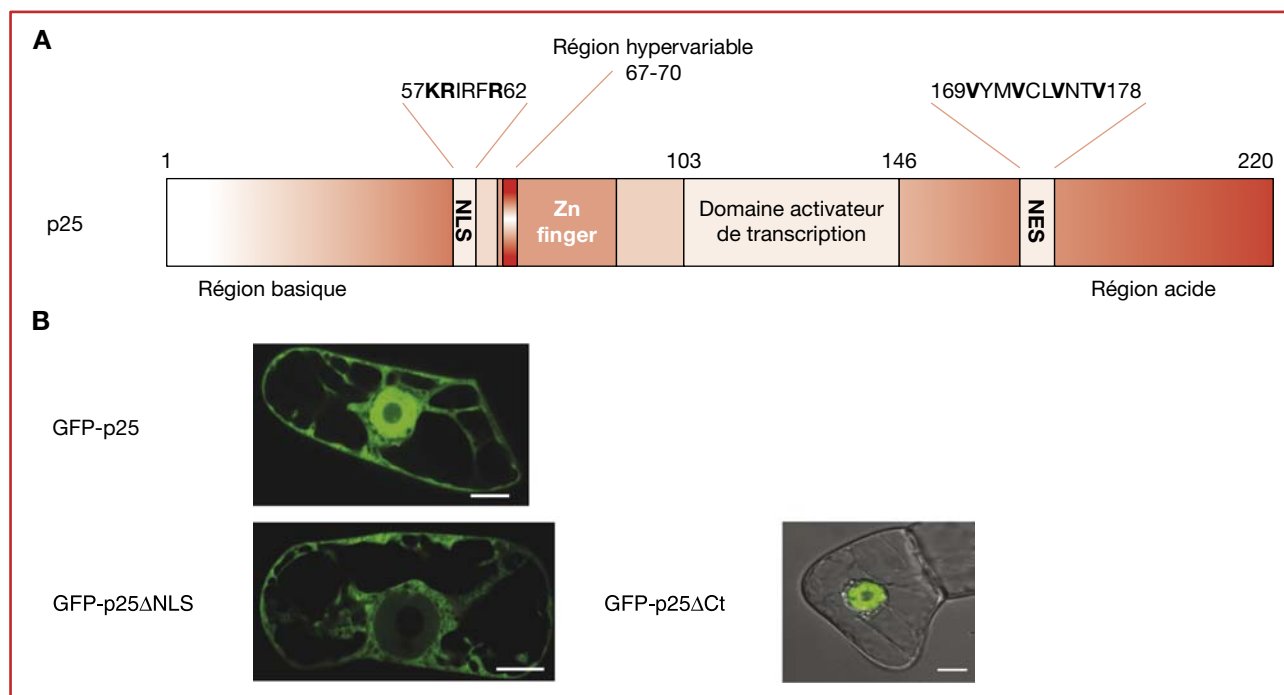 A
Région hypervariable
67-70
57KRIRFR62
169VYMVCLVNTV178
1
103
146
220
p25
NLS
Zn
finger
Domaine activateur
de transcription
NES
Région basique
Région acide
B
GFP-p25
GFP-p25ΔNLS
GFP-p25ΔCt